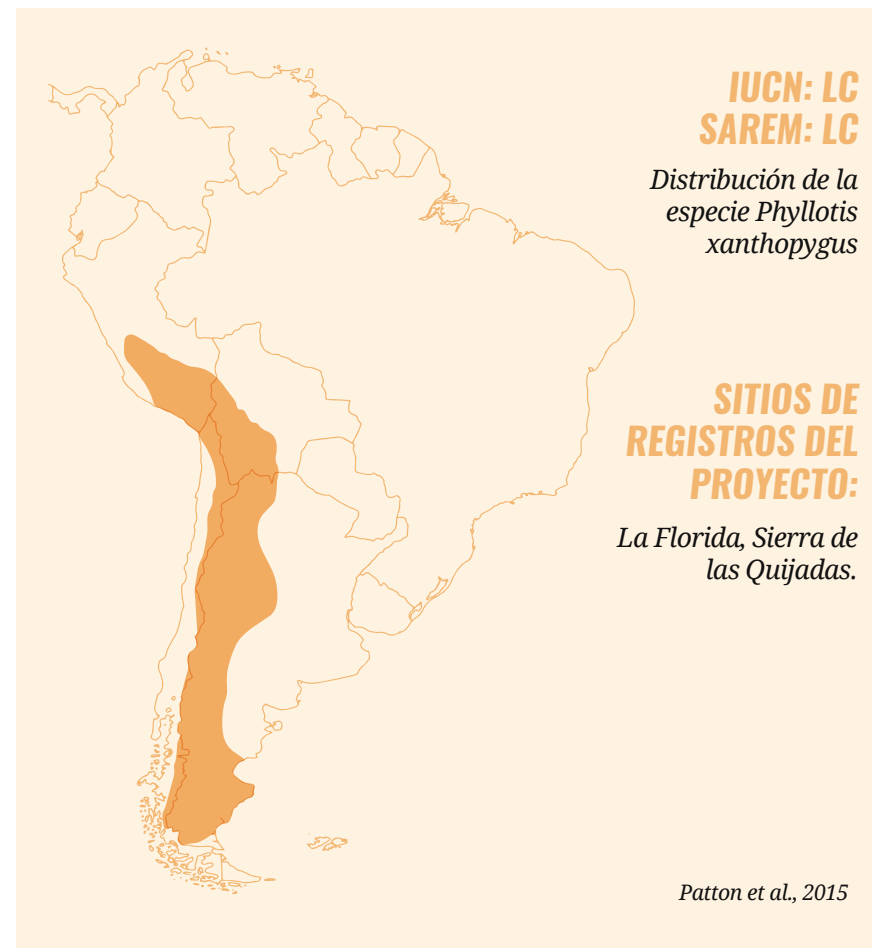 IUCN: LC
SAREM: LC
Distribución de la
especie Phyllotis
xanthopygus
SITIOS DE
REGISTROS DEL
PROYECTO:
La Florida, Sierra de
las Quijadas.
Patton et al., 2015